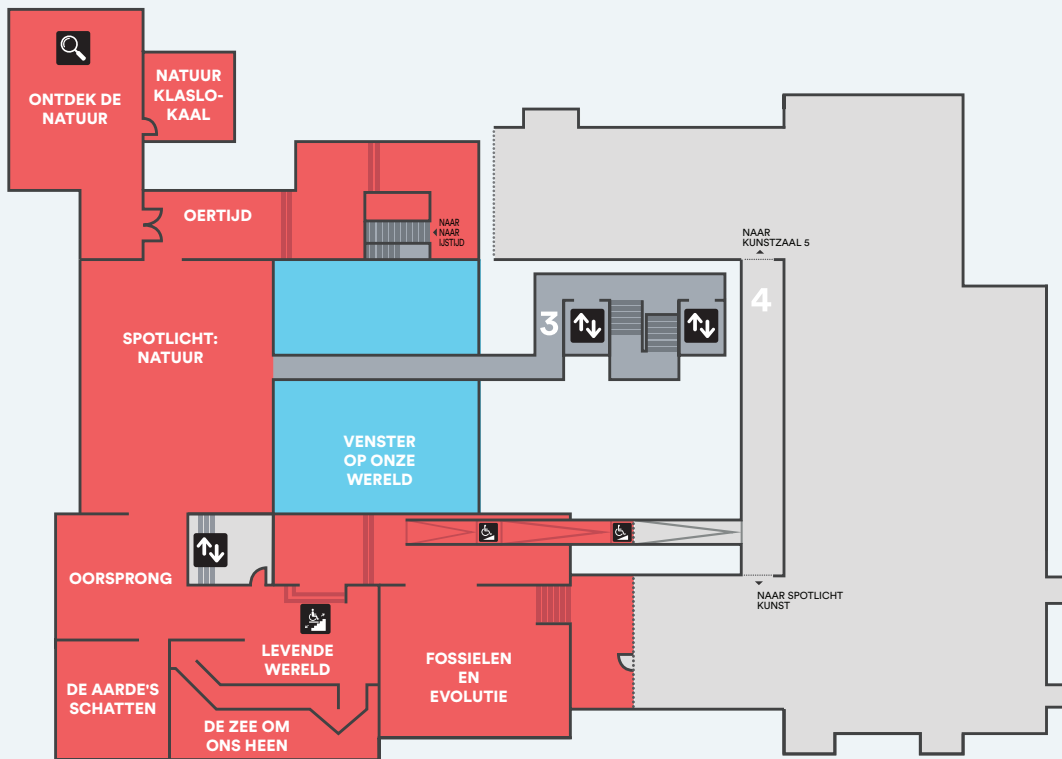 ONTDEK DE
NATUUR
NATUUR
KLASLO-
KAAL
OERTIJD
NAAR
NAAR
IJSTIJD
NAAR
KUNSTZAAL 5
3
4
SPOTLICHT:
NATUUR
VENSTER
OP ONZE
WERELD
OORSPRONG
NAAR SPOTLICHT
KUNST
LEVENDE
WERELD
FOSSIELEN
EN
EVOLUTIE
DE AARDE'S
SCHATTEN
DE ZEE OM
ONS HEEN